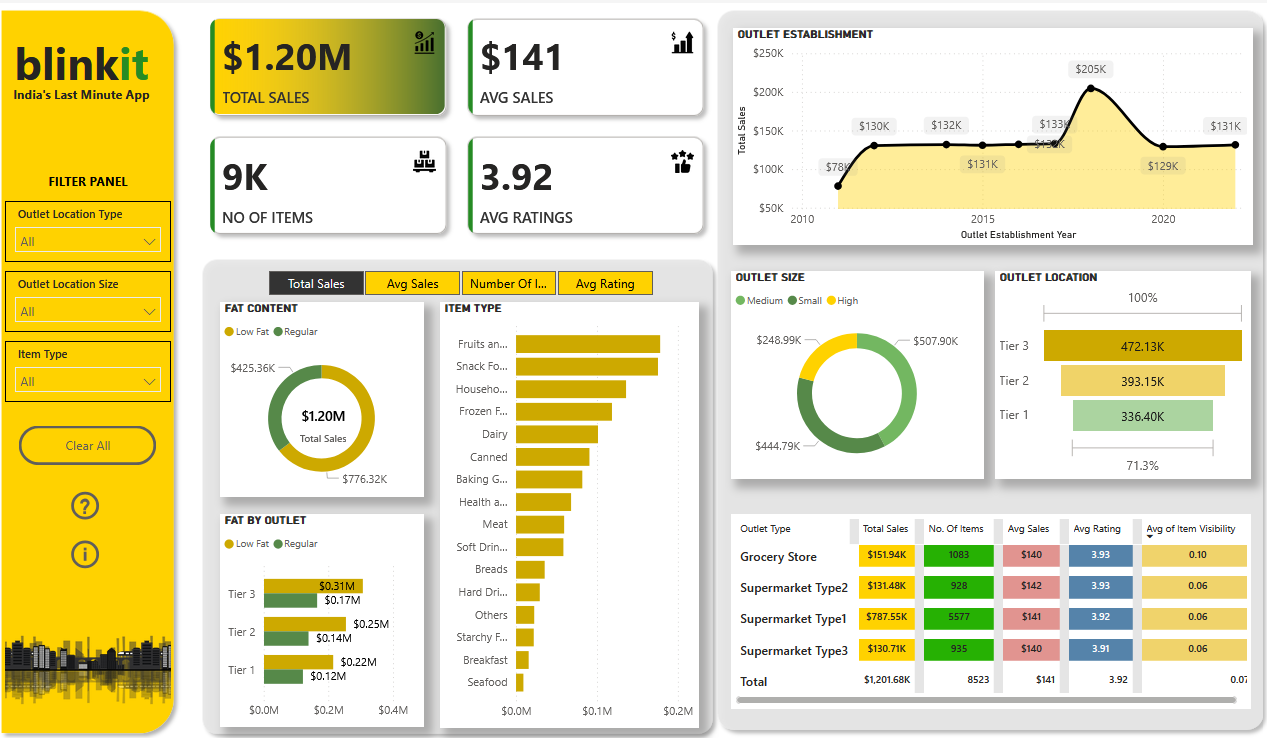 blinkit
India's Last Minute App
FILTER PANEL
Outlet Location Type
All
Outlet Location Size
All
Item Type
All
Clear All
?
i
$1.20M
TOTAL SALES
$141
AVG SALES
9K
NO OF ITEMS
3.92
AVG RATINGS
Total Sales
Avg Sales
Number Of I...
Avg Rating
FAT CONTENT
Low Fat Regular
$425.36K
$1.20M
Total Sales
$776.32K
FAT BY OUTLET
Low Fat Regular
Tier 3
$0.31M
$0.17M
Tier 2
$0.25M
$0.14M
Tier 1
$0.22M
$0.12M
$0.0M $0.2M $0.4M
ITEM TYPE
Fruits an...
Snack Fo...
Househo...
Frozen F...
Dairy
Canned
Baking G...
Health a...
Meat
Soft Drin...
Breads
Hard Dri...
Others
Starchy F...
Breakfast
Seafood
$0.0M $0.1M $0.2M
OUTLET ESTABLISHMENT
Total Sales
$250K
$200K
$150K
$100K
$50K
$78K
$130K
$132K
$131K
$133K
$205K
$129K
$131K
2010 2015 2020
Outlet Establishment Year
OUTLET SIZE
Medium Small High
$248.99K
$507.90K
$444.79K
OUTLET LOCATION
100%
Tier 3 472.13K
Tier 2 393.15K
Tier 1 336.40K
71.3%
Outlet Type Total Sales No. Of Items Avg Sales Avg Rating Avg of Item Visibility
Grocery Store $151.94K 1083 $140 3.93 0.10
Supermarket Type2 $131.48K 928 $142 3.93 0.06
Supermarket Type1 $787.55K 5577 $141 3.92 0.06
Supermarket Type3 $130.71K 935 $140 3.91 0.06
Total $1,201.68K 8523 $141 3.92 0.07